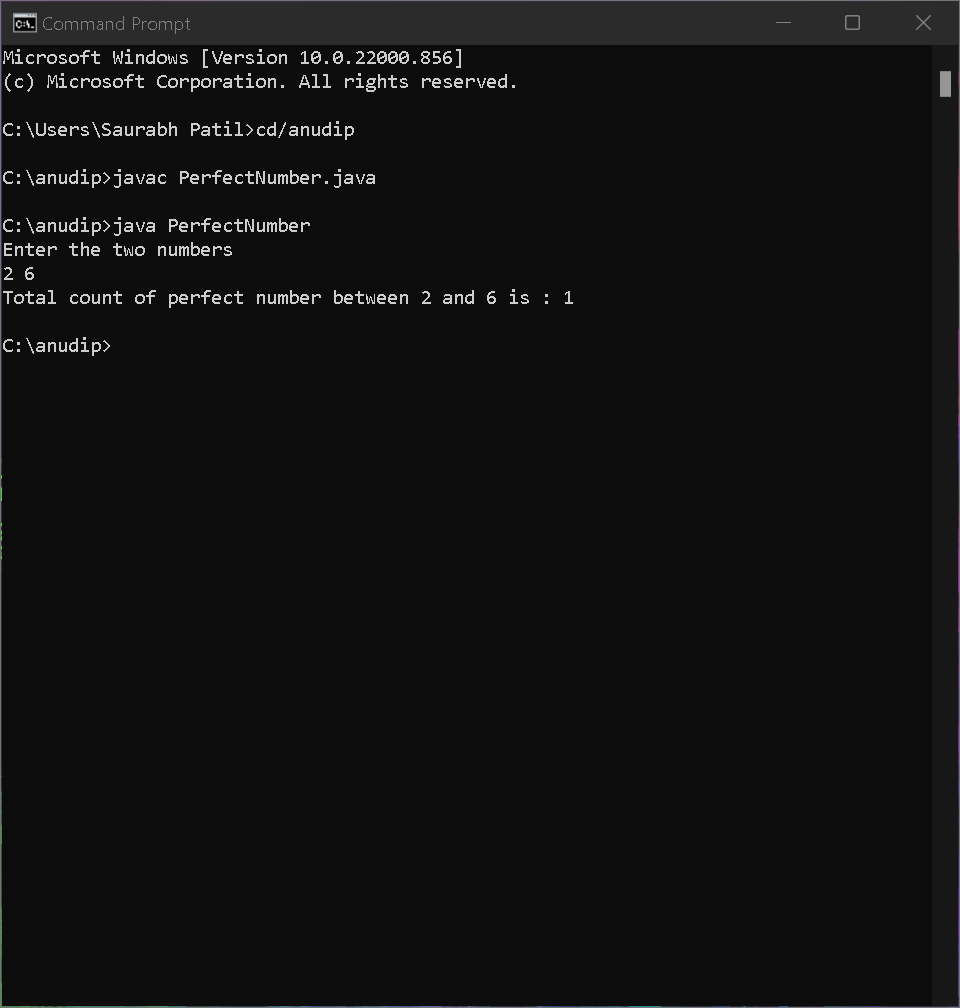 Command Prompt
Microsoft Windows [Version 10.0.22000.856]
(c) Microsoft Corporation. All rights reserved.
C:\Users\Saurabh Patil>cd/anudip
C:\anudip>javac PerfectNumber.java
C:\anudip>java PerfectNumber
Enter the two numbers
2 6
Total count of perfect number between 2 and 6 is : 1
C:\anudip>